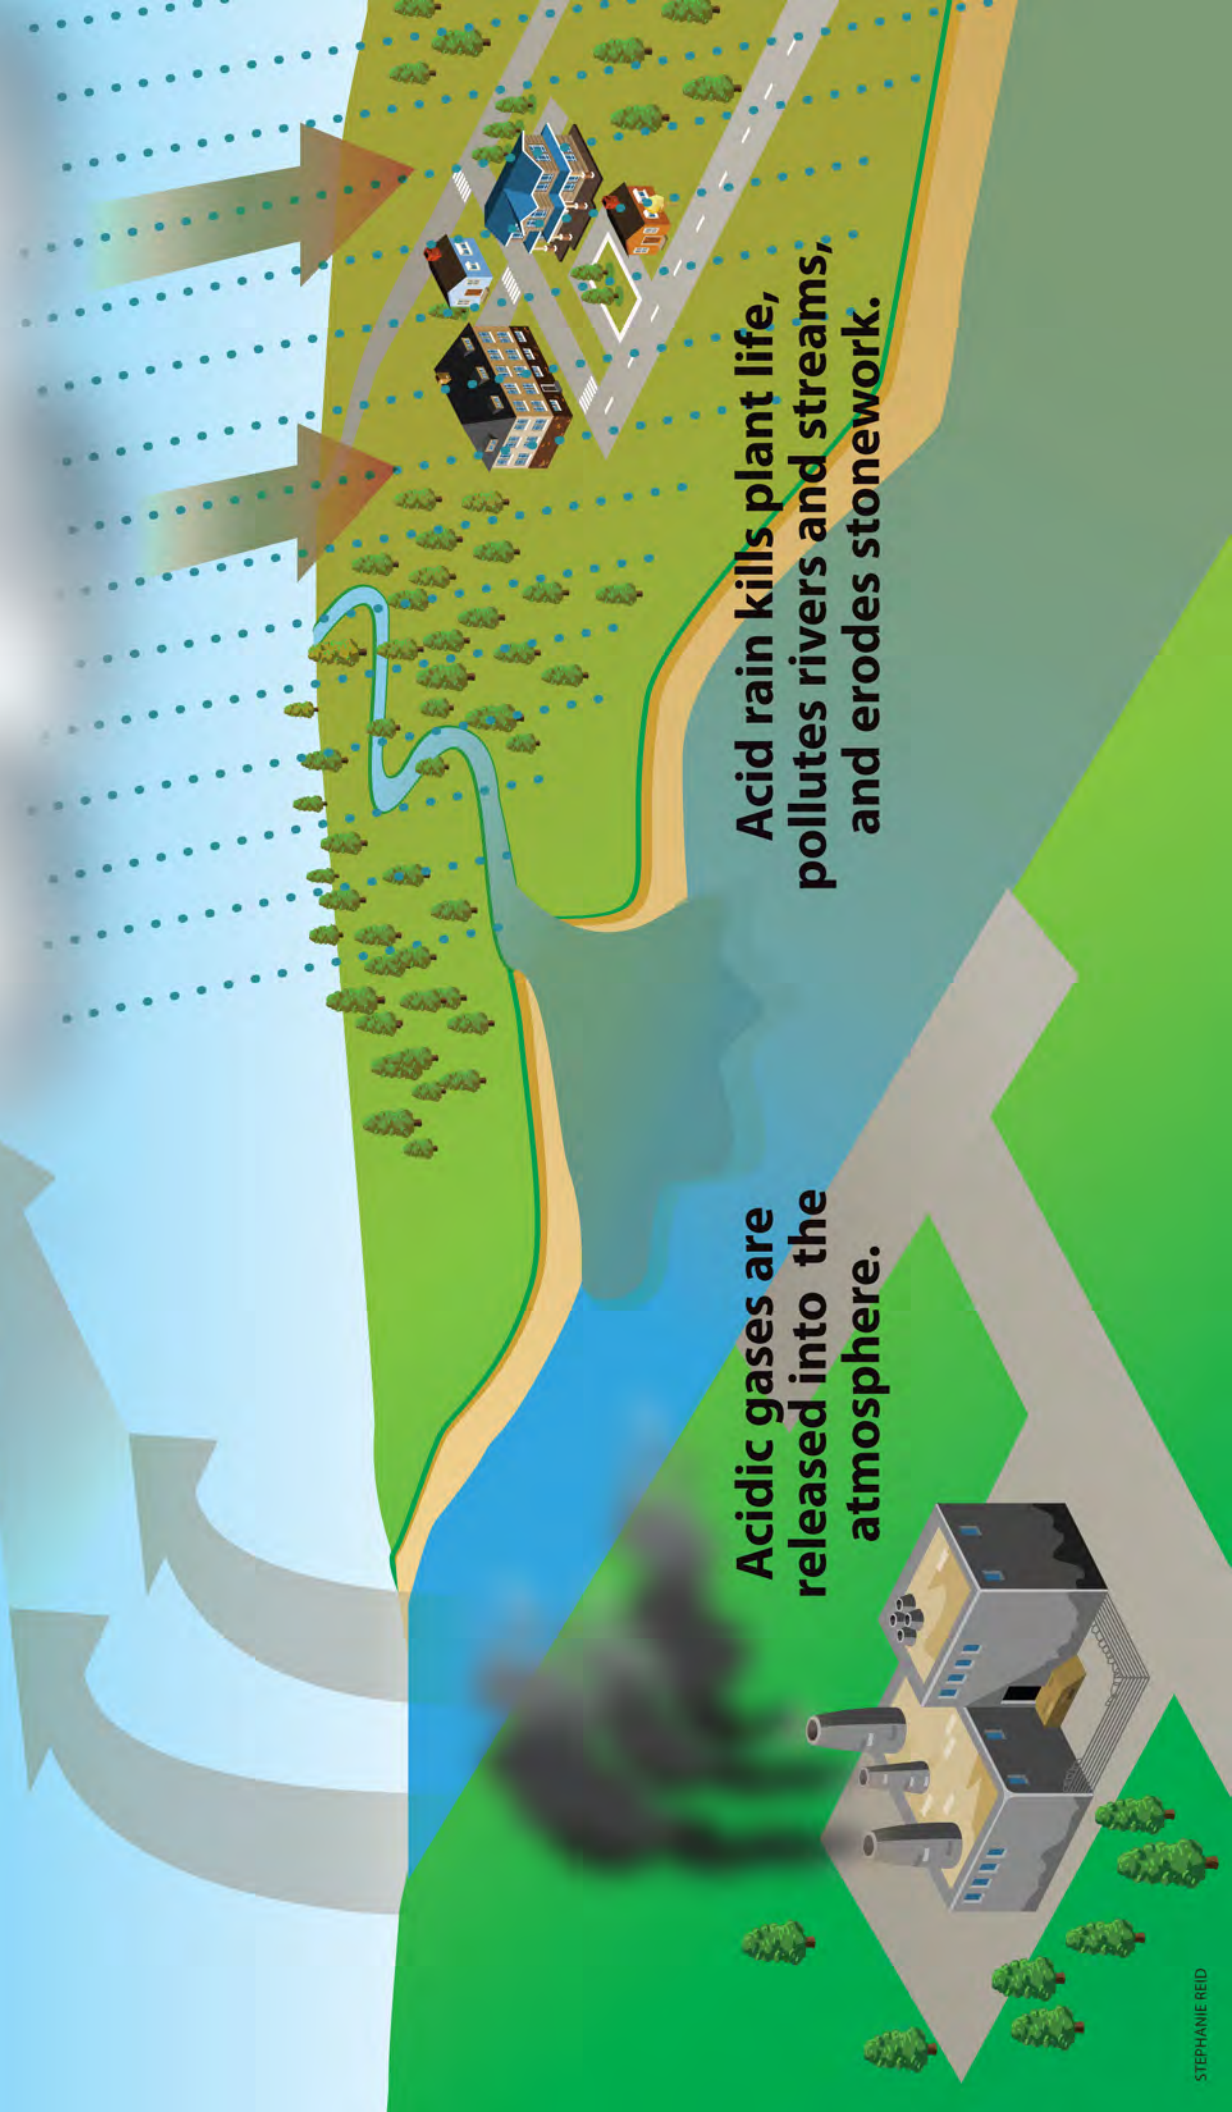 Acidic gases are
released into the
atmosphere.
Acid rain kills plant life,
pollutes rivers and streams,
and erodes stonework.
STEPHANIE REID